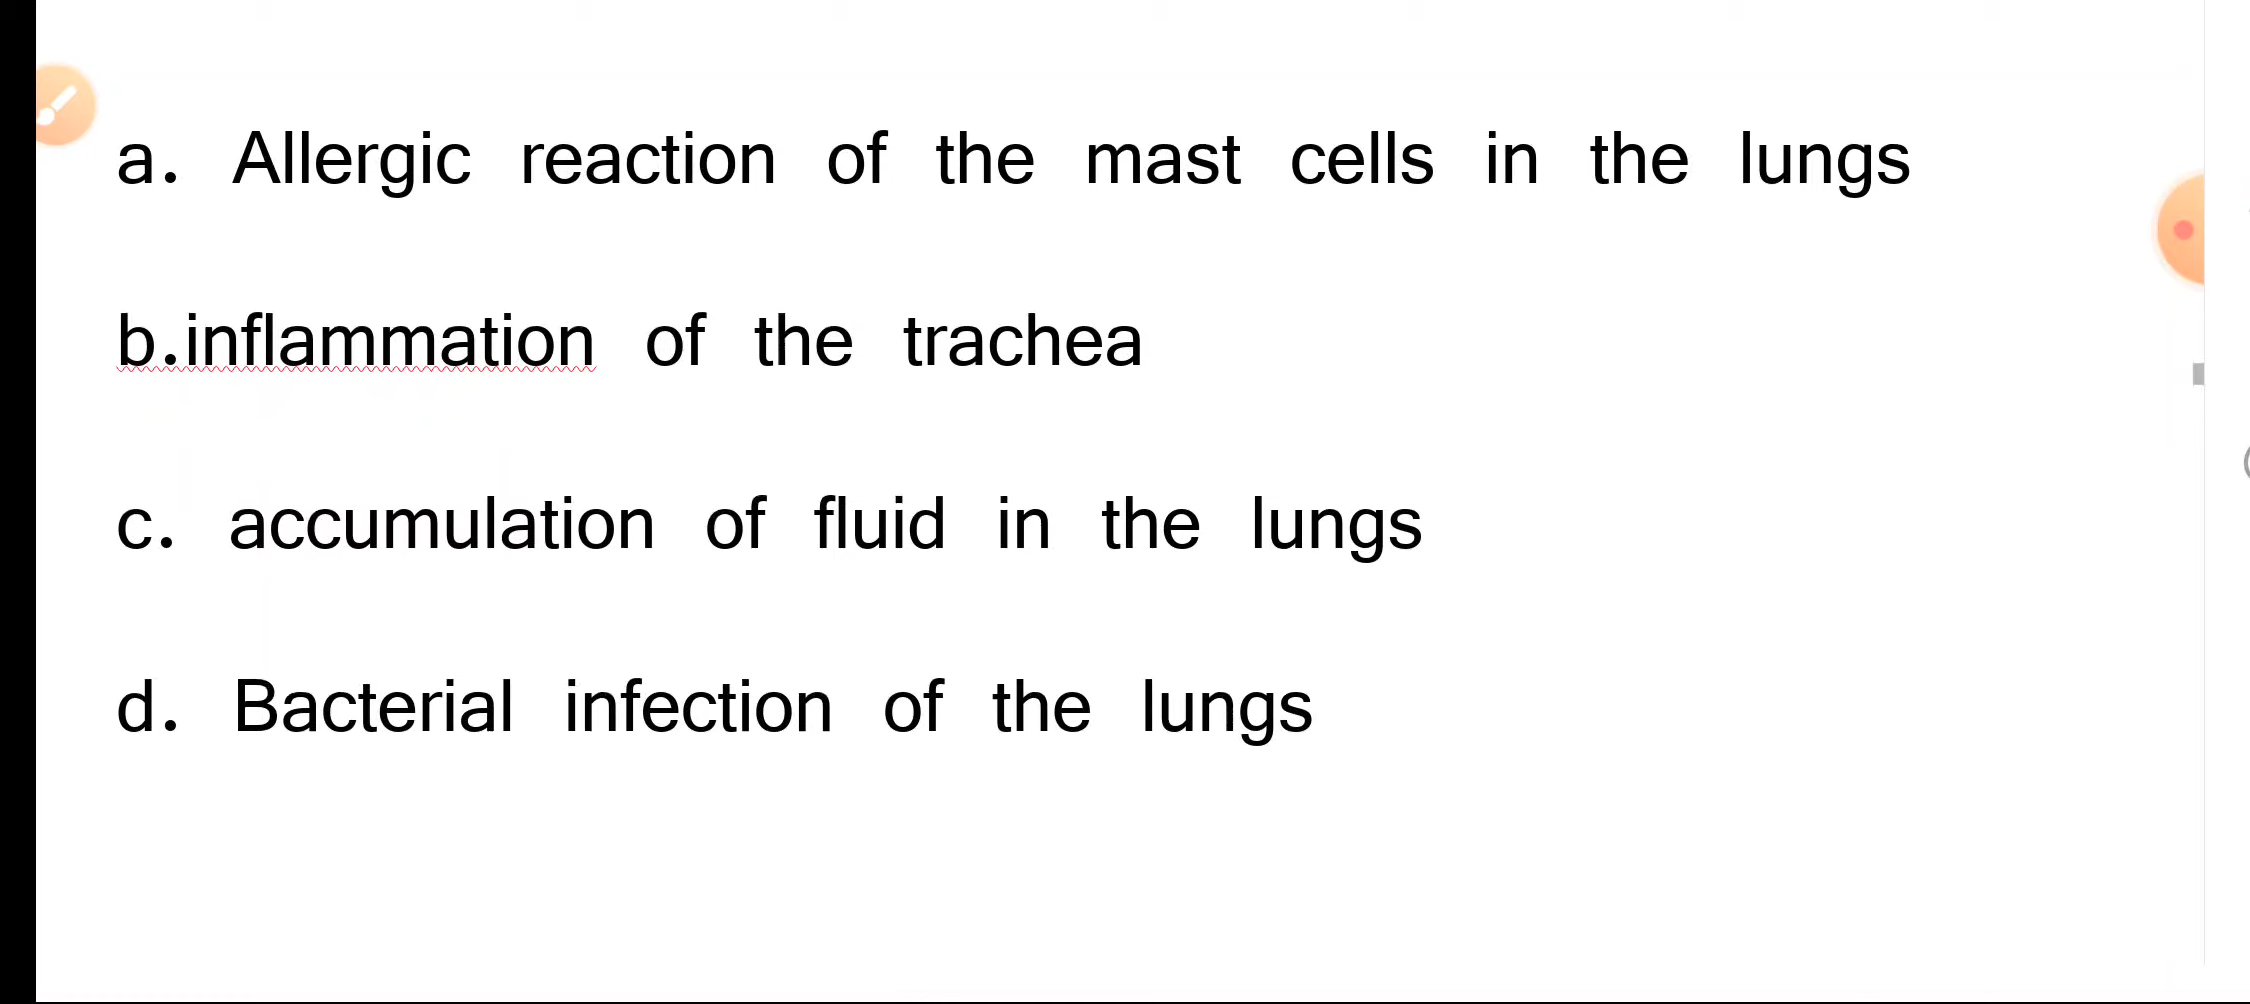 a. Allergic reaction of the mast cells in the lungs
b.inflammation of the trachea
c. accumulation of fluid in the lungs
d. Bacterial infection of the lungs